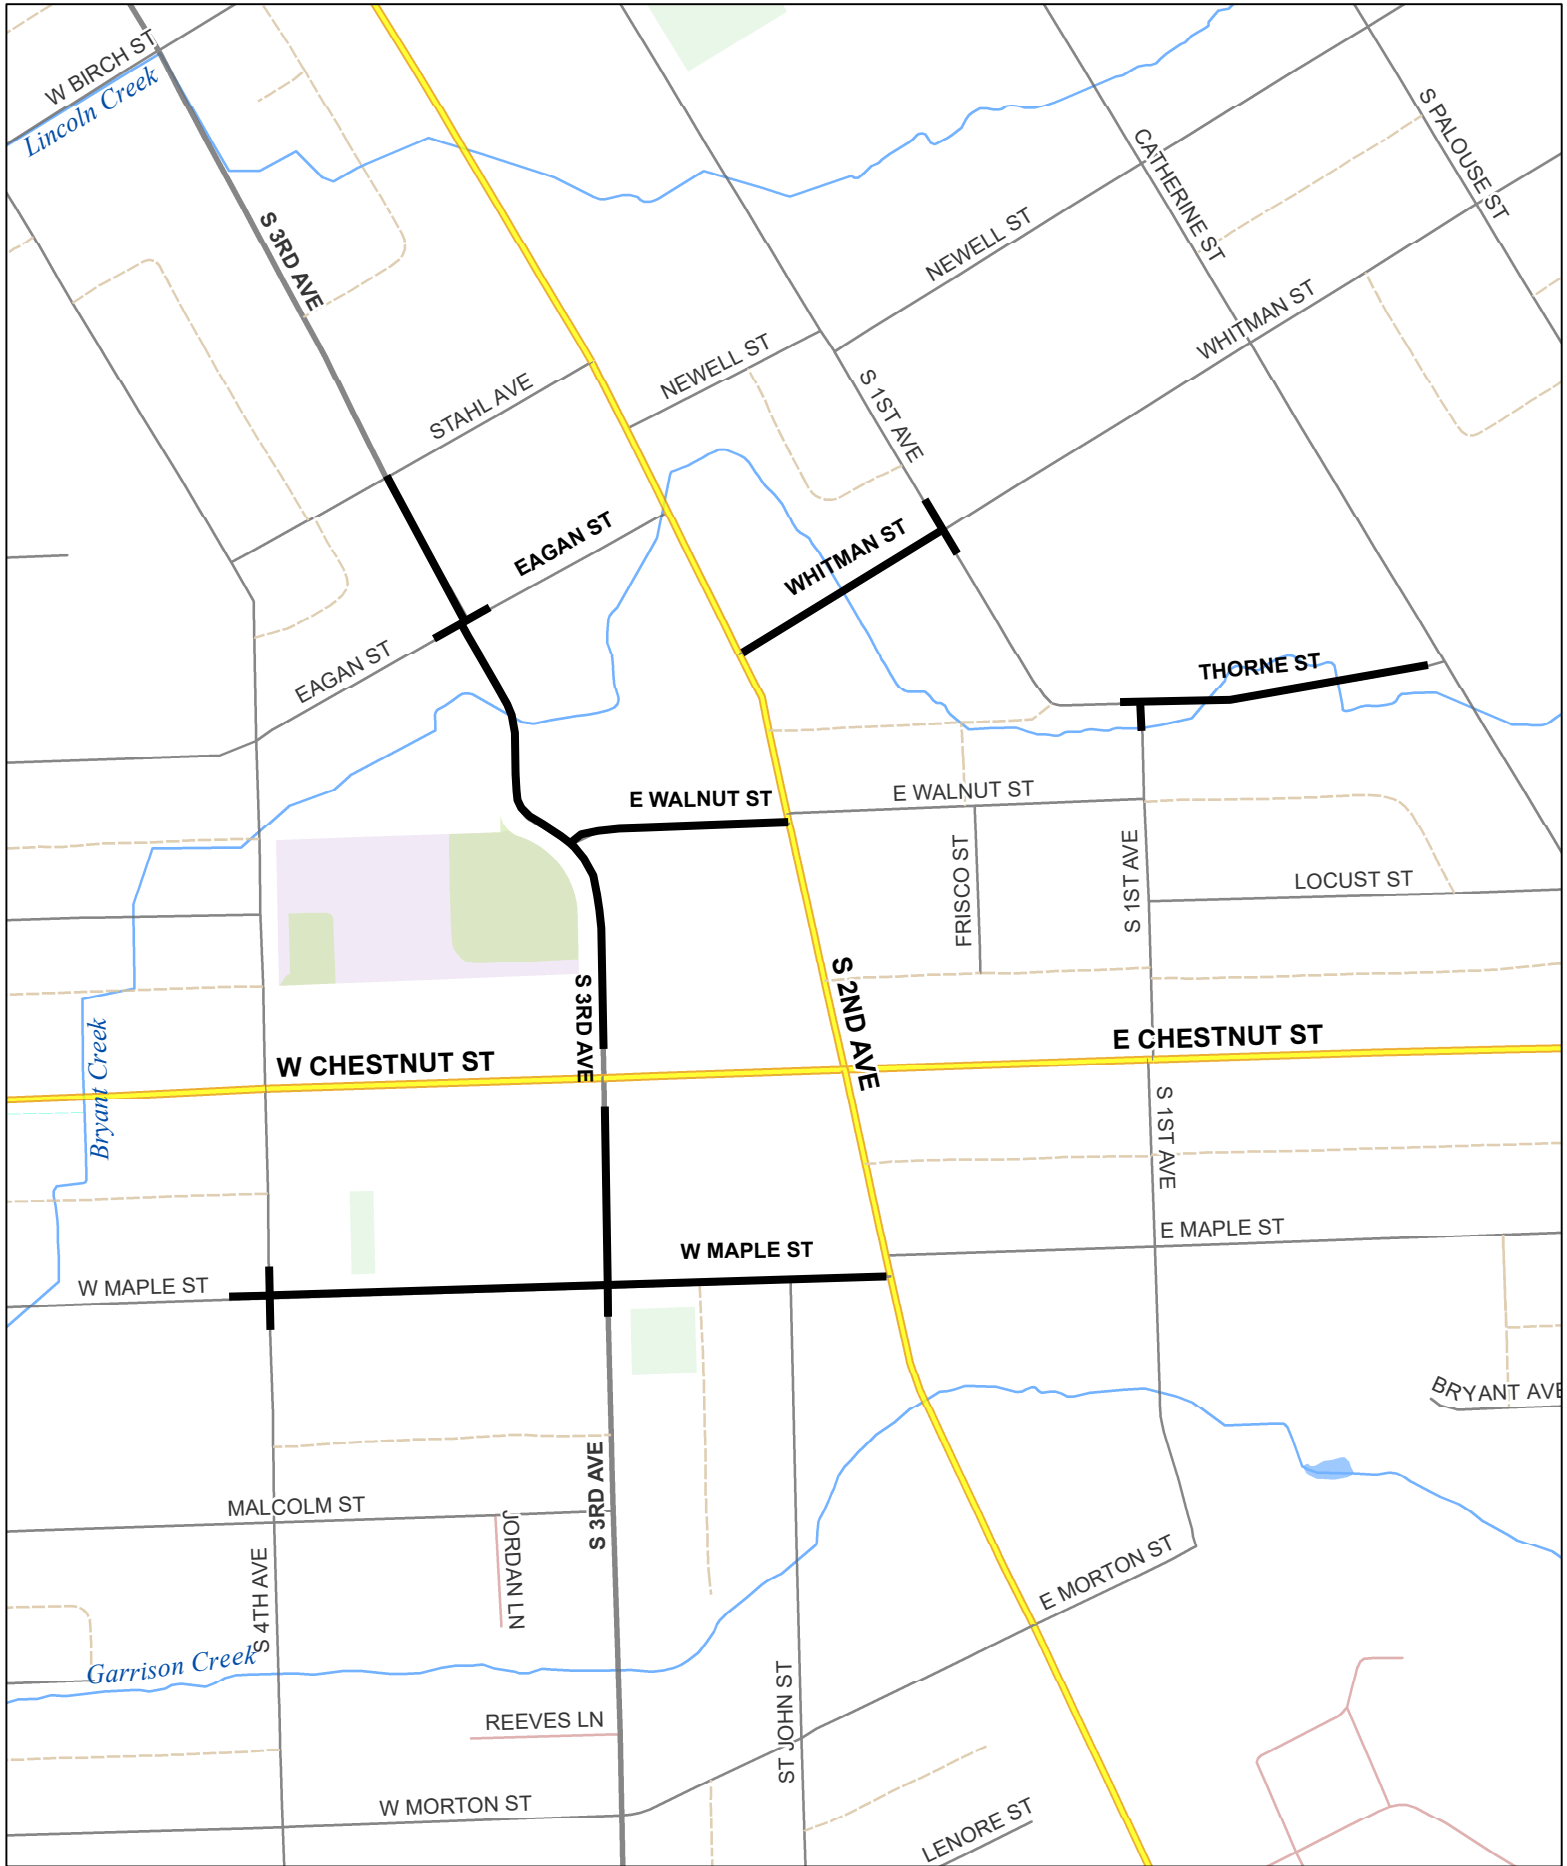 W BIRCH ST
Lincoln Creek
S PALOUSE ST
CATHERINE ST
S 3RD AVE
NEWELL ST
WHITMAN ST
NEWELL ST
STAHL AVE
S 1ST AVE
EAGAN ST
WHITMAN ST
EAGAN ST
THORNE ST
E WALNUT ST
E WALNUT ST
FRISCO ST
S 1ST AVE
LOCUST ST
S 2ND AVE
S 3RD AVE
W CHESTNUT ST
E CHESTNUT ST
Bryant Creek
S 1ST AVE
E MAPLE ST
W MAPLE ST
W MAPLE ST
BRYANT AVE
S 3RD AVE
MALCOLM ST
JORDAN LN
S 4TH AVE
E MORTON ST
Garrison Creek
ST JOHN ST
REEVES LN
W MORTON ST
LENORE ST